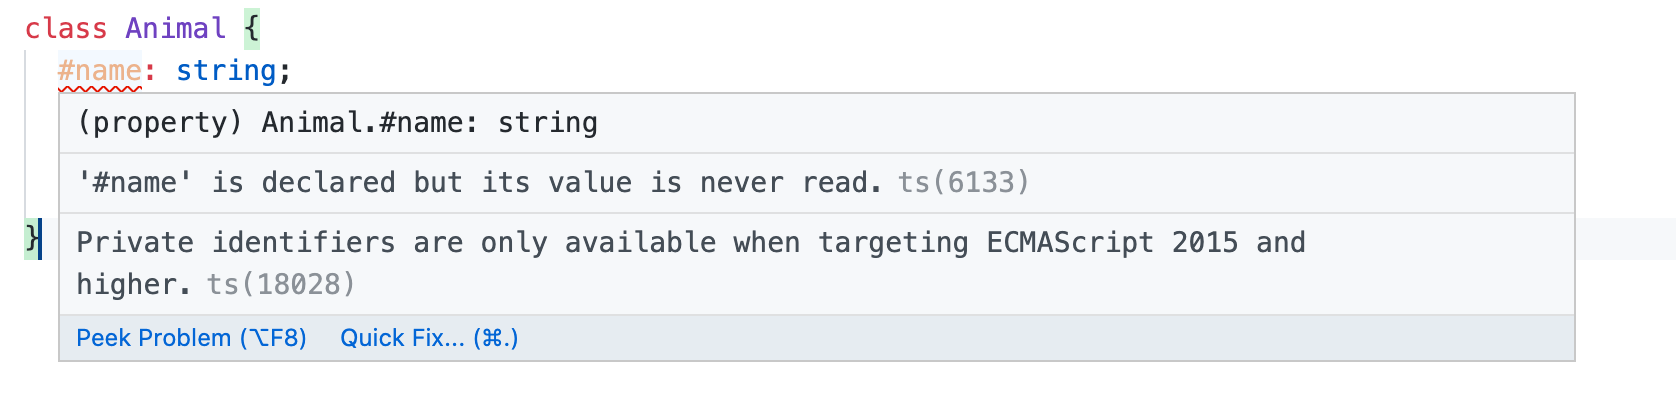 class Animal {
#name: string;
(property) Animal.#name: string
'#name' is declared but its value is never read. ts(6133)
}
Private identifiers are only available when targeting ECMAScript 2015 and
higher. ts(18028)
Peek Problem (⌥F8) Quick Fix... (⌘.)